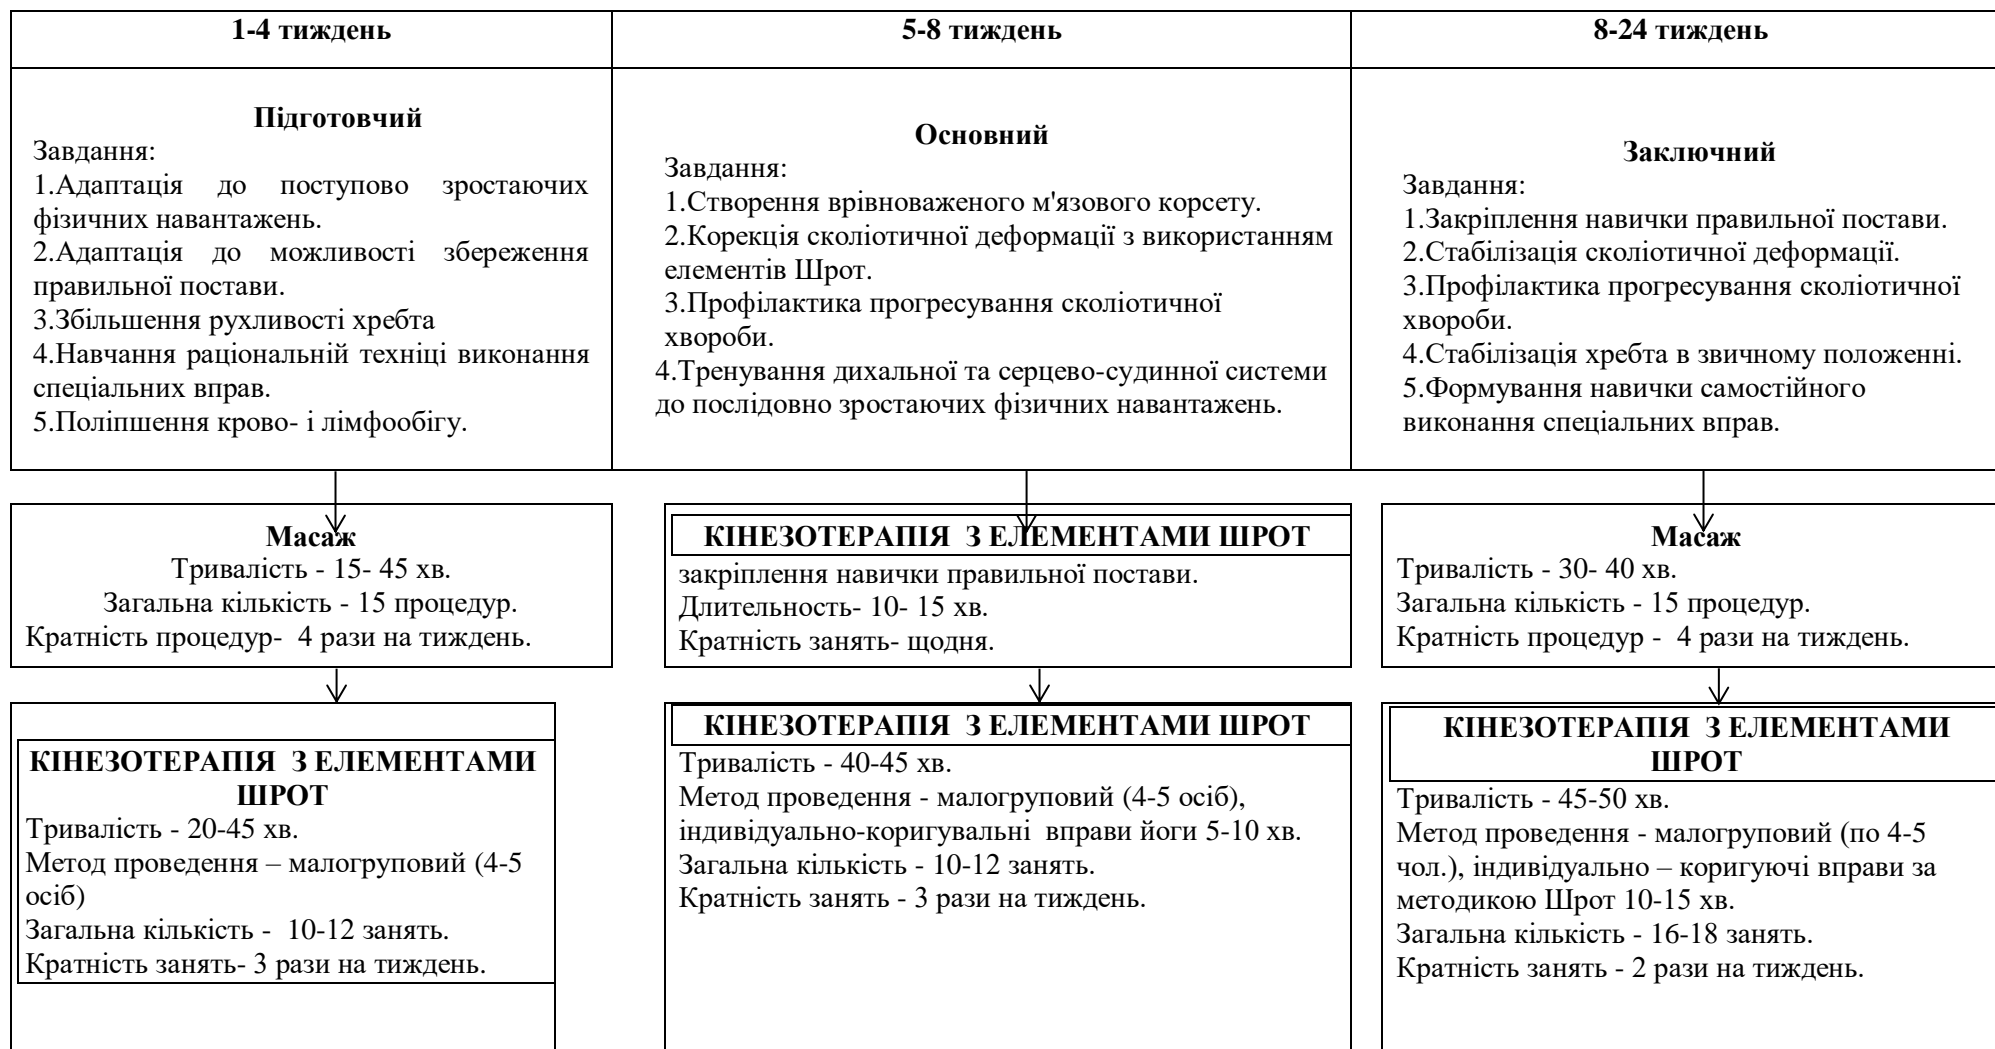 1-4 тиждень
5-8 тиждень
8-24 тиждень
Підготовчий
Завдання:
1.Адаптація до поступово зростаючих
фізичних навантажень.
2.Адаптація до можливості збереження
правильної постави.
3.Збільшення рухливості хребта
4.Навчання раціональній техніці виконання
спеціальних вправ.
5.Поліпшення крово- і лімфообігу.
Основний
Завдання:
1.Створення врівноваженого м'язового корсету.
2.Корекція сколіотичної деформації з використанням
елементів Шрот.
3.Профілактика прогресування сколіотичної
хвороби.
4.Тренування дихальної та серцево-судинної системи
до послідовно зростаючих фізичних навантажень.
Заключний
Завдання:
1.Закріплення навички правильної постави.
2.Стабілізація сколіотичної деформації.
3.Профілактика прогресування сколіотичної
хвороби.
4.Стабілізація хребта в звичному положенні.
5.Формування навички самостійного
виконання спеціальних вправ.
Масаж
Тривалість - 15- 45 хв.
Загальна кількість - 15 процедур.
Кратність процедур- 4 рази на тиждень.
КІНЕЗОТЕРАПІЯ З ЕЛЕМЕНТАМИ ШРОТ
закріплення навички правильної постави.
Длительность- 10- 15 хв.
Кратність занять- щодня.
Масаж
Тривалість - 30- 40 хв.
Загальна кількість - 15 процедур.
Кратність процедур - 4 рази на тиждень.
КІНЕЗОТЕРАПІЯ З ЕЛЕМЕНТАМИ
ШРОТ
Тривалість - 20-45 хв.
Метод проведення – малогруповий (4-5
осіб)
Загальна кількість - 10-12 занять.
Кратність занять- 3 рази на тиждень.
КІНЕЗОТЕРАПІЯ З ЕЛЕМЕНТАМИ ШРОТ
Тривалість - 40-45 хв.
Метод проведення - малогруповий (4-5 осіб),
індивідуально-коригувальні вправи йоги 5-10 хв.
Загальна кількість - 10-12 занять.
Кратність занять - 3 рази на тиждень.
КІНЕЗОТЕРАПІЯ З ЕЛЕМЕНТАМИ
ШРОТ
Тривалість - 45-50 хв.
Метод проведення - малогруповий (по 4-5
чол.), індивідуально – коригуючі вправи за
методикою Шрот 10-15 хв.
Загальна кількість - 16-18 занять.
Кратність занять - 2 рази на тиждень.